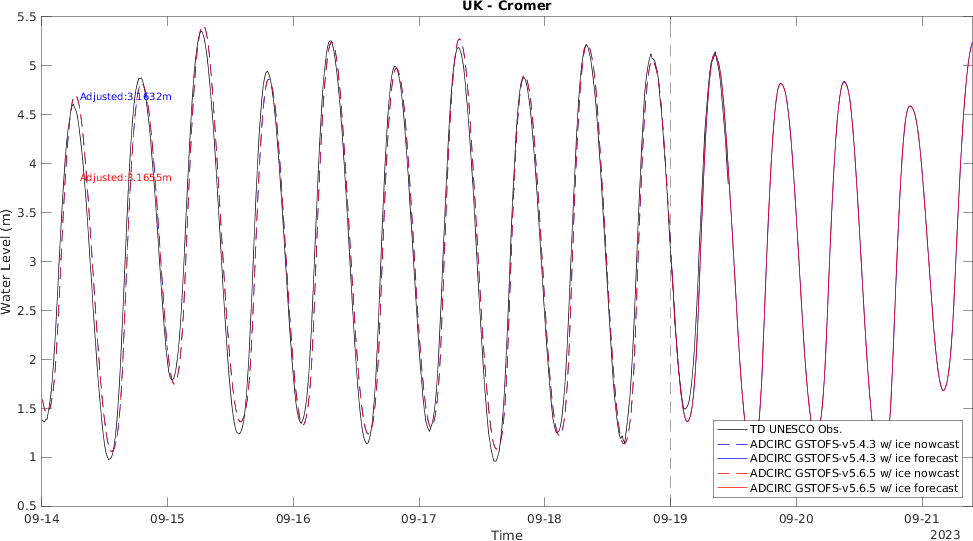 UK - Cromer
5.5
5
4.5
4
3.5
3
2.5
2
1.5
1
0.5
Water Level (m)
Adjusted:3.1632m
Adjusted:3.1655m
TD UNESCO Obs.
ADCIRC GSTOFS-v5.4.3 w/ ice nowcast
ADCIRC GSTOFS-v5.4.3 w/ ice forecast
ADCIRC GSTOFS-v5.6.5 w/ ice nowcast
ADCIRC GSTOFS-v5.6.5 w/ ice forecast
09-14 09-15 09-16 09-17 09-18 09-19 09-20 09-21
Time
2023